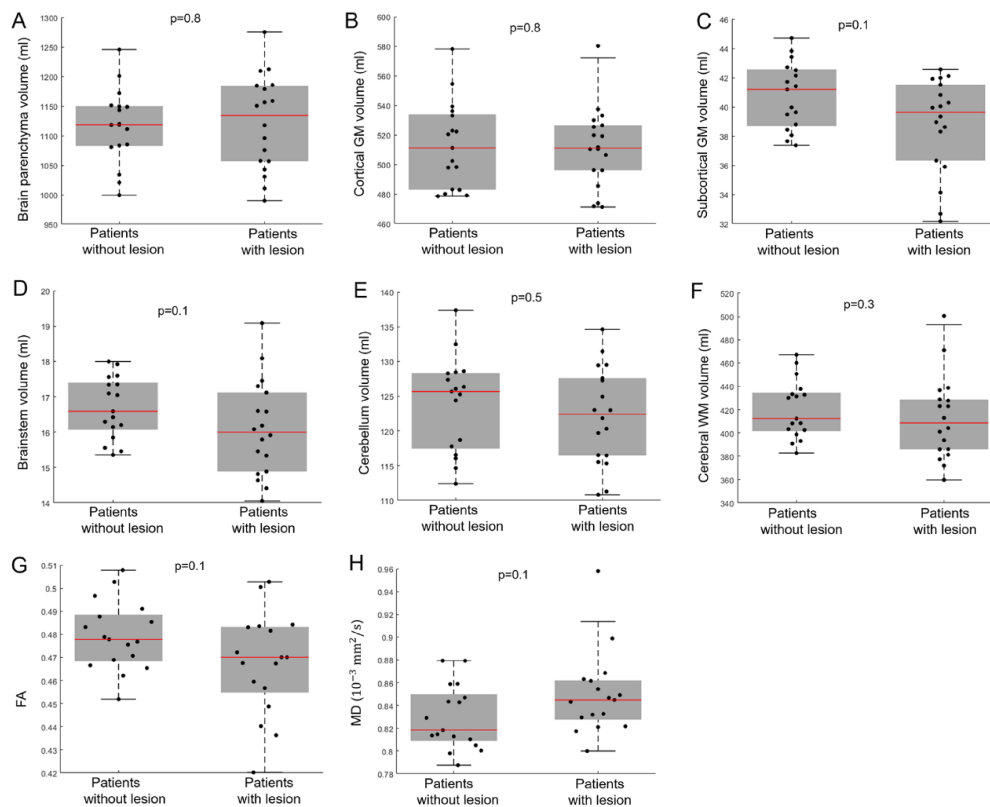 A
p=0.8
Brain parenchyma volume (ml)
1300
1250
1200
1150
1100
1050
1000
950
Patients
without lesion
Patients
with lesion
B
p=0.8
Cortical GM volume (ml)
600
580
560
540
520
500
480
460
Patients
without lesion
Patients
with lesion
C
p=0.1
Subcortical GM volume (ml)
44
42
40
38
36
34
32
Patients
without lesion
Patients
with lesion
D
p=0.1
Brainstem volume (ml)
20
19
18
17
16
15
14
Patients
without lesion
Patients
with lesion
E
p=0.5
Cerebellum volume (ml)
140
135
130
125
120
115
110
Patients
without lesion
Patients
with lesion
F
p=0.3
Cerebral WM volume (ml)
520
500
480
460
440
420
400
380
360
340
Patients
without lesion
Patients
with lesion
G
p=0.1
FA
0.51
0.5
0.49
0.48
0.47
0.46
0.45
0.44
0.43
0.42
Patients
without lesion
Patients
with lesion
H
p=0.1
MD (10⁻³ mm²/s)
0.96
0.94
0.92
0.9
0.88
0.86
0.84
0.82
0.8
0.78
Patients
without lesion
Patients
with lesion